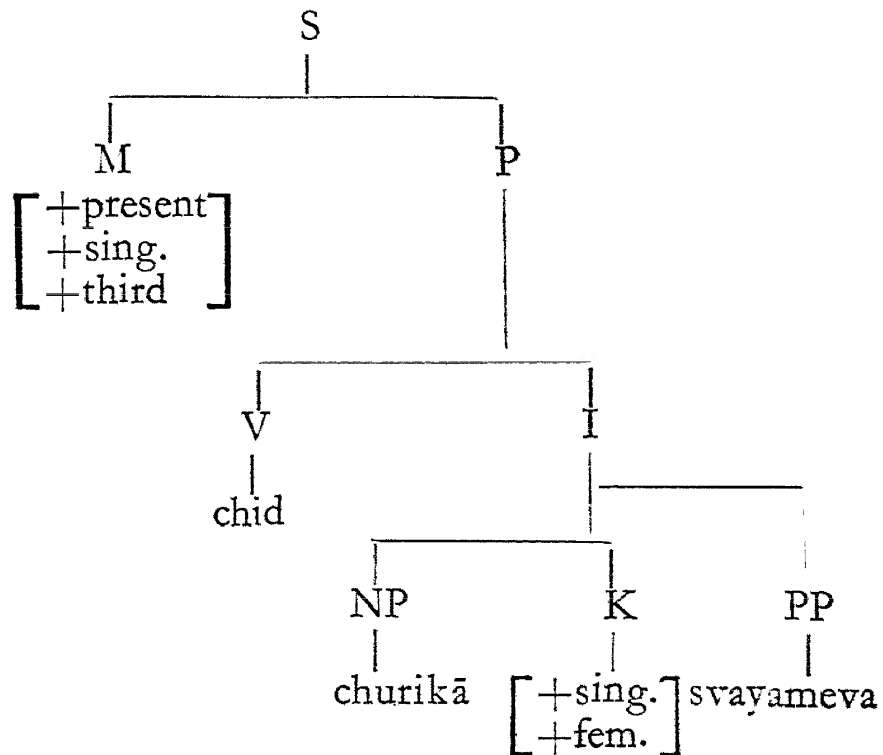 S
M P
+present
+sing.
+third
V I
chid
NP K PP
churikā +sing. svayameva
+fem.